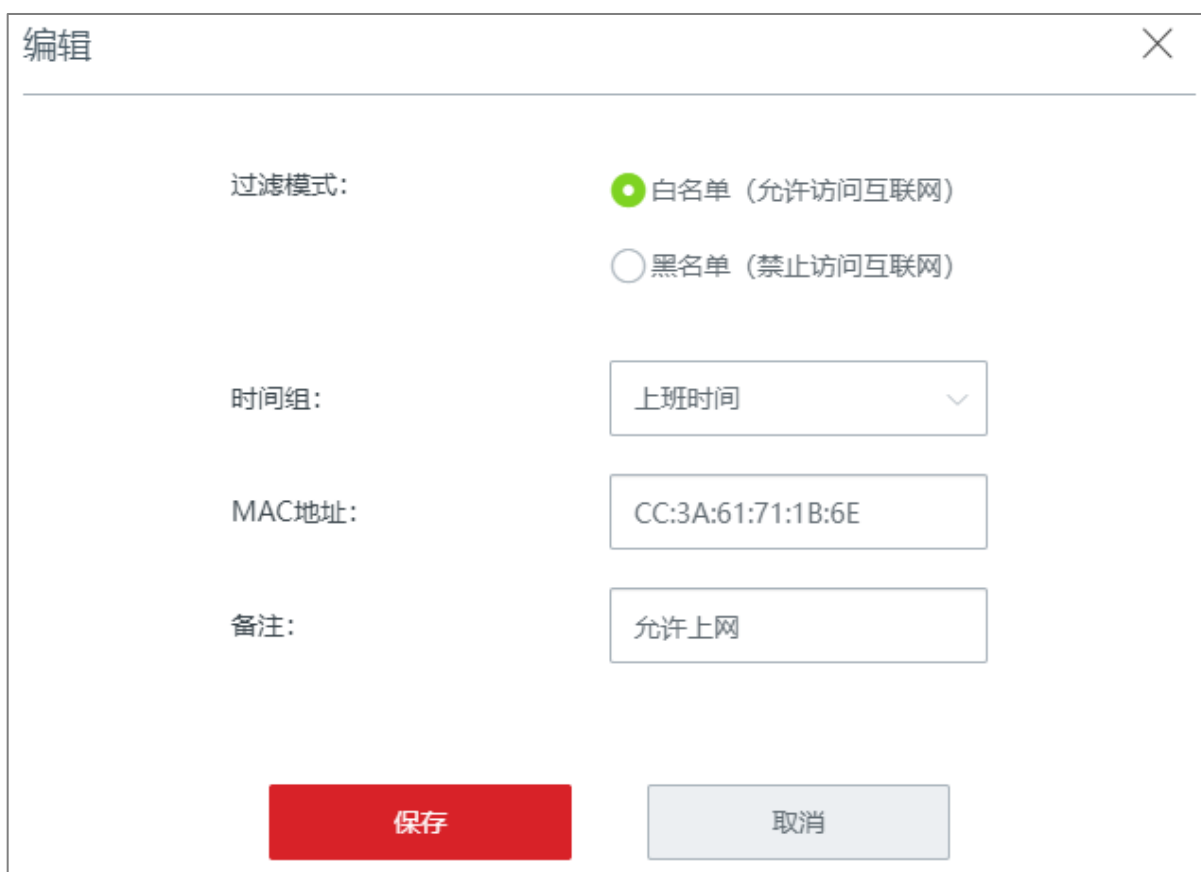 编辑
过滤模式:
白名单（允许访问互联网）
黑名单（禁止访问互联网）
时间组:
上班时间
MAC地址:
CC:3A:61:71:1B:6E
备注:
允许上网
保存
取消